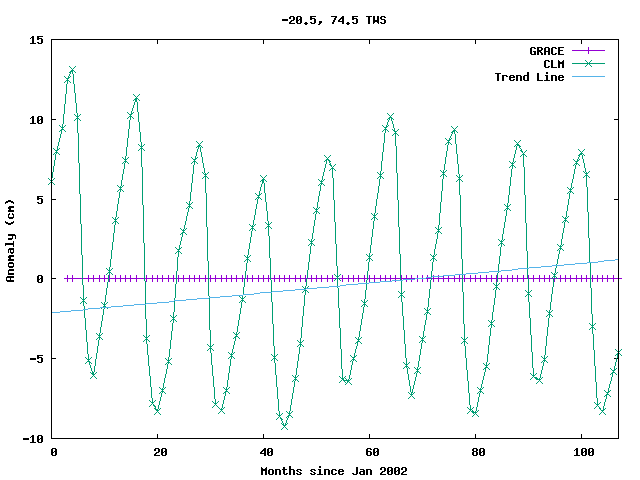 -20.5, 74.5 TWS
GRACE
CLM
Trend Line
15
10
5
0
-5
-10
Anomaly (cm)
0 20 40 60 80 100
Months since Jan 2002